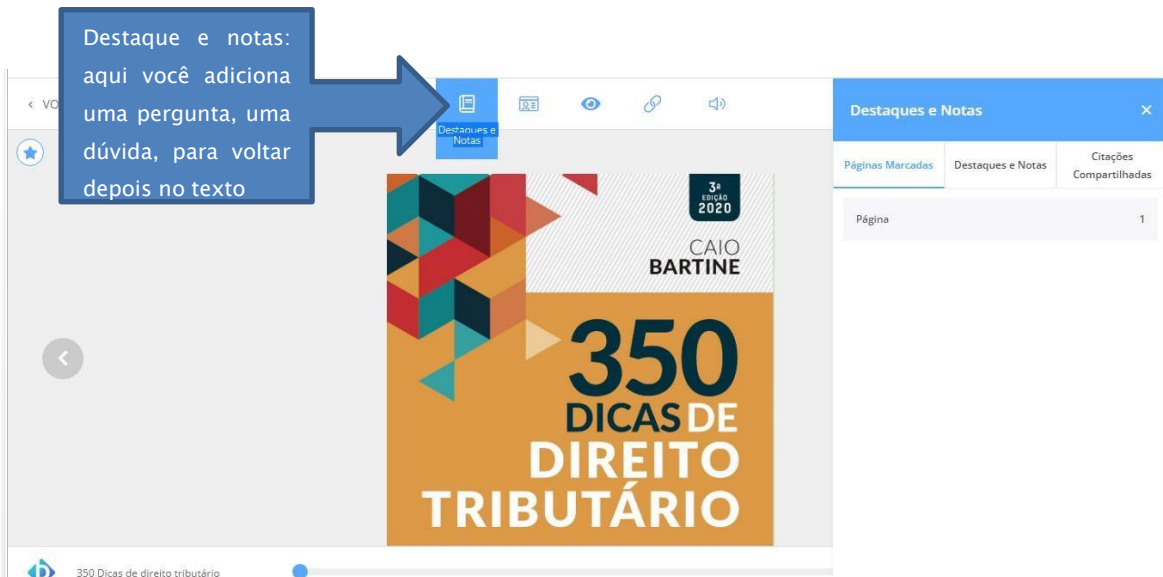 Destaque e notas:
aqui você adiciona
uma pergunta, uma
dúvida, para voltar
depois no texto
< VO
Destaques e
Notas
3ª
EDIÇÃO
2020
CAIO
BARTINE
350
DICAS DE
DIREITO
TRIBUTÁRIO
350 Dicas de direito tributário
Destaques e Notas
Páginas Marcadas
Destaques e Notas
Citações
Compartilhadas
Página 1